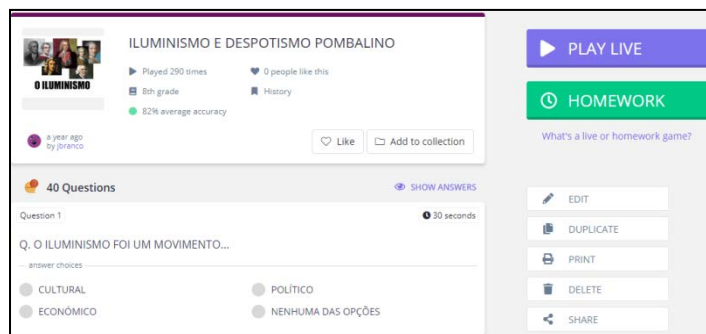 ILUMINISMO E DESPOTISMO POMBALINO
Played 290 times
0 people like this
8th grade
History
82% average accuracy
O ILUMINISMO
a year ago
by jbranco
Like
Add to collection
40 Questions
SHOW ANSWERS
Question 1
30 seconds
Q. O ILUMINISMO FOI UM MOVIMENTO...
answer choices
CULTURAL
POLÍTICO
ECONÓMICO
NENHUMA DAS OPÇÕES
PLAY LIVE
HOMEWORK
What's a live or homework game?
EDIT
DUPLICATE
PRINT
DELETE
SHARE